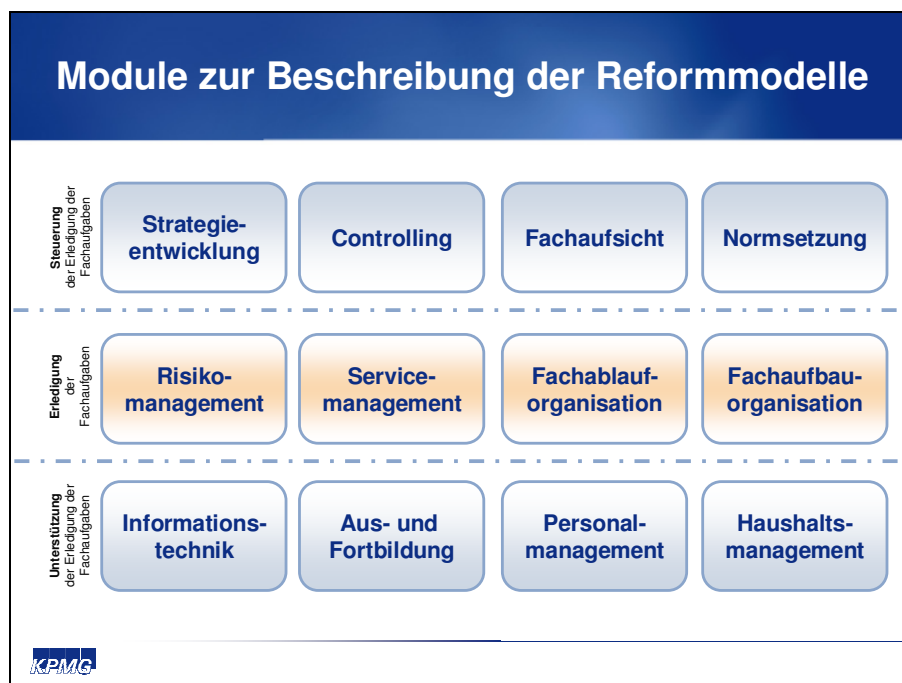 Module zur Beschreibung der Reformmodelle
Steuerung
der Erledigung der
Fachaufgaben
Strategie-
entwicklung
Controlling
Fachaufsicht
Normsetzung
Erledigung
der
Fachaufgaben
Risiko-
management
Service-
management
Fachablauf-
organisation
Fachaufbau-
organisation
Unterstützung
der Erledigung der
Fachaufgaben
Informations-
technik
Aus- und
Fortbildung
Personal-
management
Haushalts-
management
KPMG